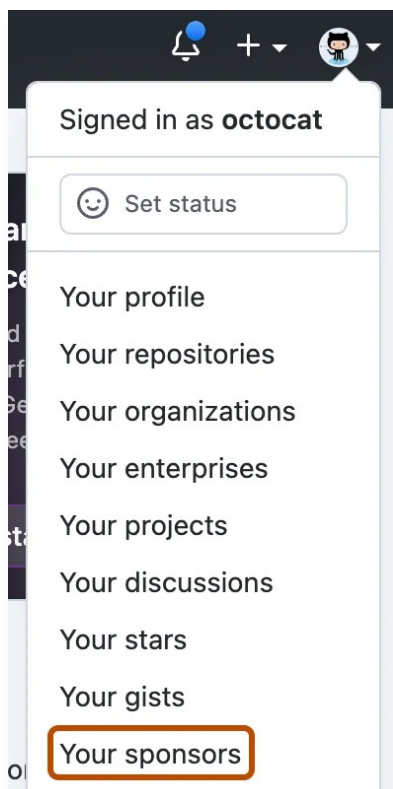 Signed in as octocat
Set status
Your profile
Your repositories
Your organizations
Your enterprises
Your projects
Your discussions
Your stars
Your gists
Your sponsors